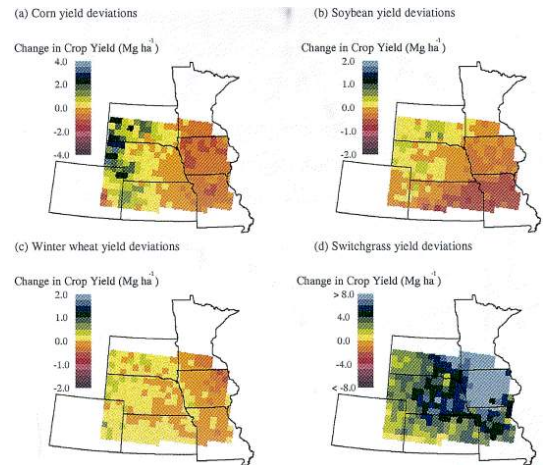 (a) Corn yield deviations
Change in Crop Yield (Mg ha⁻¹)
4.0
2.0
0.0
-2.0
-4.0
(b) Soybean yield deviations
Change in Crop Yield (Mg ha⁻¹)
2.0
1.0
0.0
-1.0
-2.0
(c) Winter wheat yield deviations
Change in Crop Yield (Mg ha⁻¹)
2.0
1.0
0.0
-1.0
-2.0
(d) Switchgrass yield deviations
Change in Crop Yield (Mg ha⁻¹)
> 8.0
4.0
0.0
-4.0
< -8.0